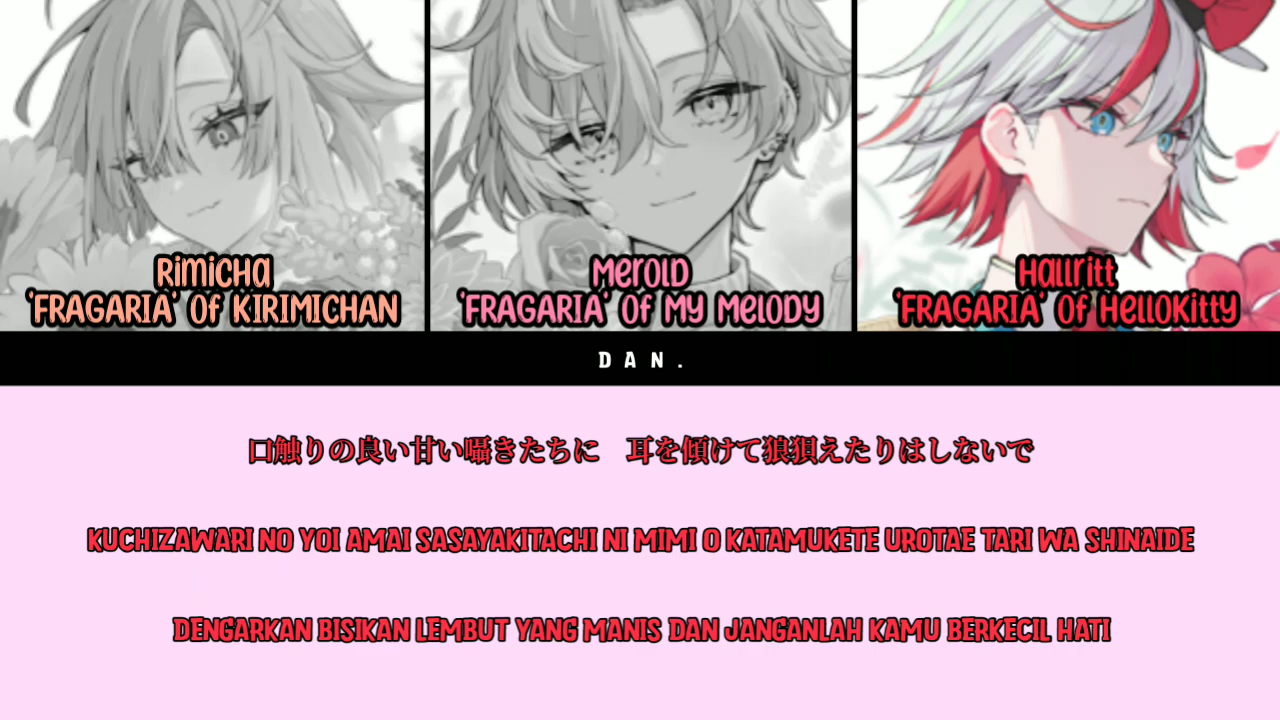 Rimicha
'FRAGARIA' Of KIRIMICHAN
Merold
'FRAGARIA' Of My Melody
Hallritt
'FRAGARIA' Of HelloKitty
DAN.
口触りの良い甘い囁きたちに　耳を傾けて狼狽えたりはしないで
KUCHIZAWARI NO YOI AMAI SASAYAKITACHI NI MIMI O KATAMUKETE UROTAE TARI WA SHINAIDE
DENGARKAN BISIKAN LEMBUT YANG MANIS DAN JANGANLAH KAMU BERKECIL HATI